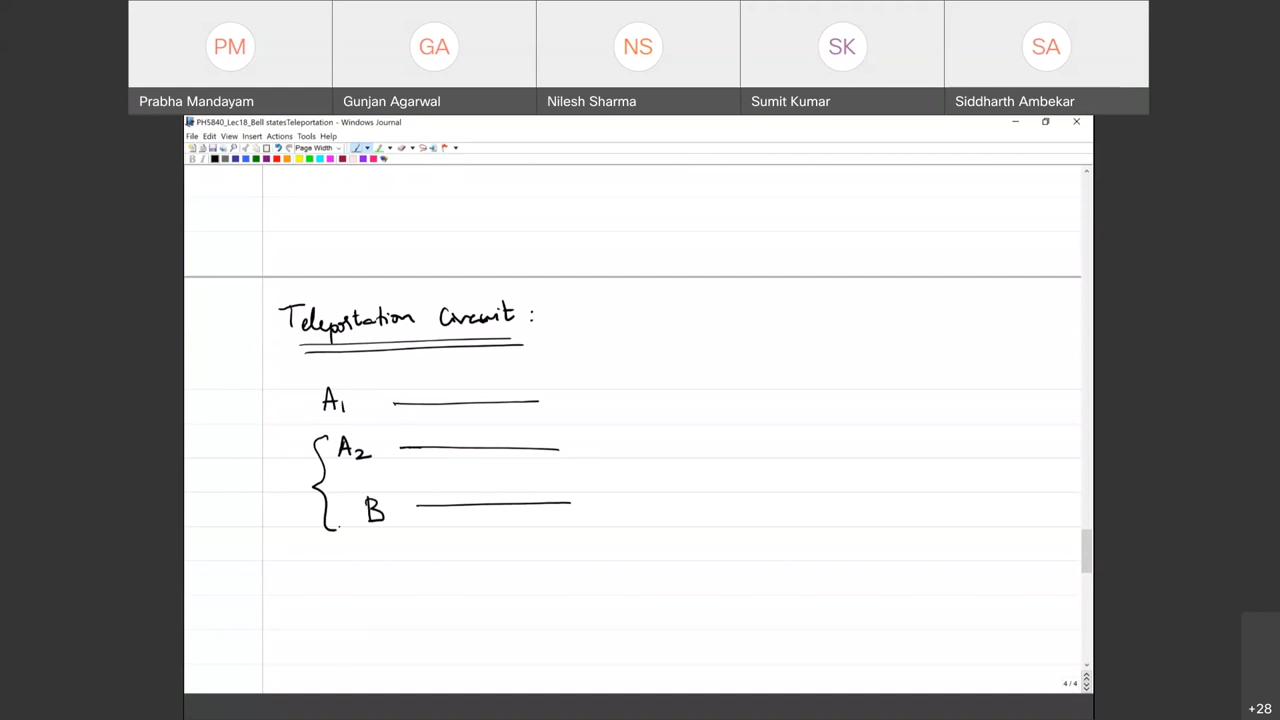 PM GA NS SK SA
Prabha Mandayam Gunjan Agarwal Nilesh Sharma Sumit Kumar Siddharth Ambekar
PH5840_Lec18_Bell statesTeleportation - Windows Journal
File Edit View Insert Actions Tools Help
Page Width
B I
Teleportation Circuit :
A1
A2
B
4 / 4
+28